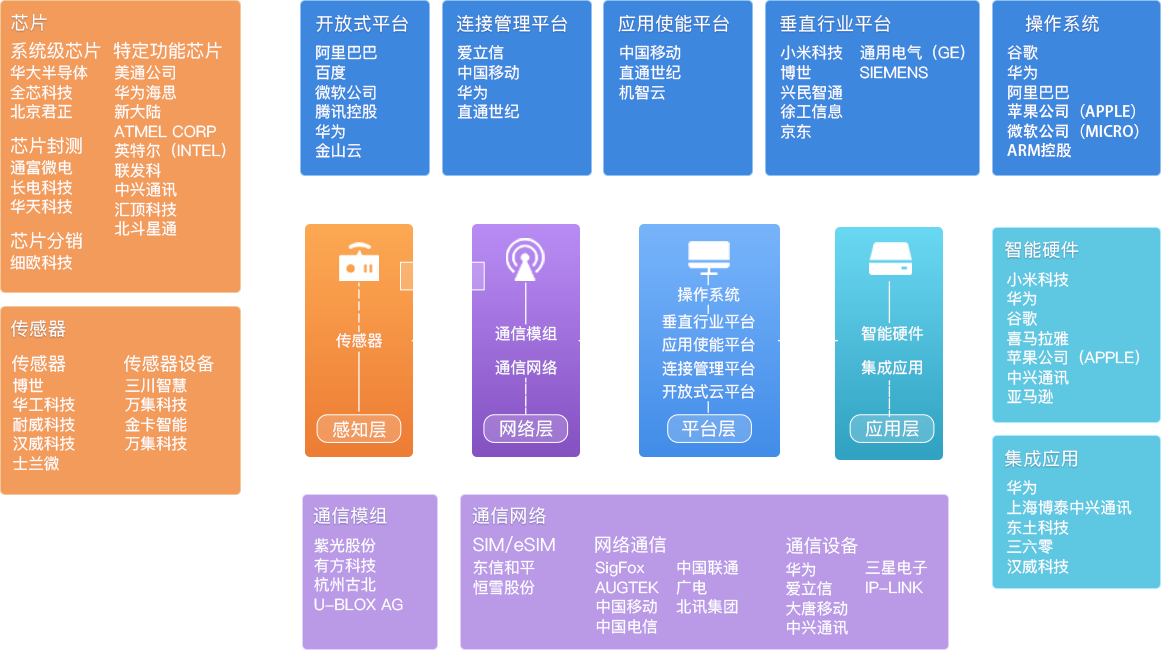 芯片
系统级芯片
华大半导体
全芯科技
北京君正
芯片封测
通富微电
长电科技
华天科技
芯片分销
细欧科技
特定功能芯片
美通公司
华为海思
新大陆
ATMEL CORP
英特尔（INTEL）
联发科
中兴通讯
汇顶科技
北斗星通
传感器
传感器
博世
华工科技
耐威科技
汉威科技
士兰微
传感器设备
三川智慧
万集科技
金卡智能
万集科技
开放式平台
阿里巴巴
百度
微软公司
腾讯控股
华为
金山云
连接管理平台
爱立信
中国移动
华为
直通世纪
应用使能平台
中国移动
直通世纪
机智云
垂直行业平台
小米科技
博世
兴民智通
徐工信息
京东
通用电气（GE）
SIEMENS
操作系统
谷歌
华为
阿里巴巴
苹果公司（APPLE）
微软公司（MICRO）
ARM控股
传感器
感知层
通信模组
通信网络
网络层
操作系统
垂直行业平台
应用使能平台
连接管理平台
开放式云平台
平台层
智能硬件
集成应用
应用层
智能硬件
小米科技
华为
谷歌
喜马拉雅
苹果公司（APPLE）
中兴通讯
亚马逊
集成应用
华为
上海博泰中兴通讯
东土科技
三六零
汉威科技
通信模组
紫光股份
有方科技
杭州古北
U-BLOX AG
通信网络
SIM/eSIM
东信和平
恒雪股份
网络通信
SigFox
AUGTEK
中国移动
中国电信
中国联通
广电
北讯集团
通信设备
华为
爱立信
大唐移动
中兴通讯
三星电子
IP-LINK